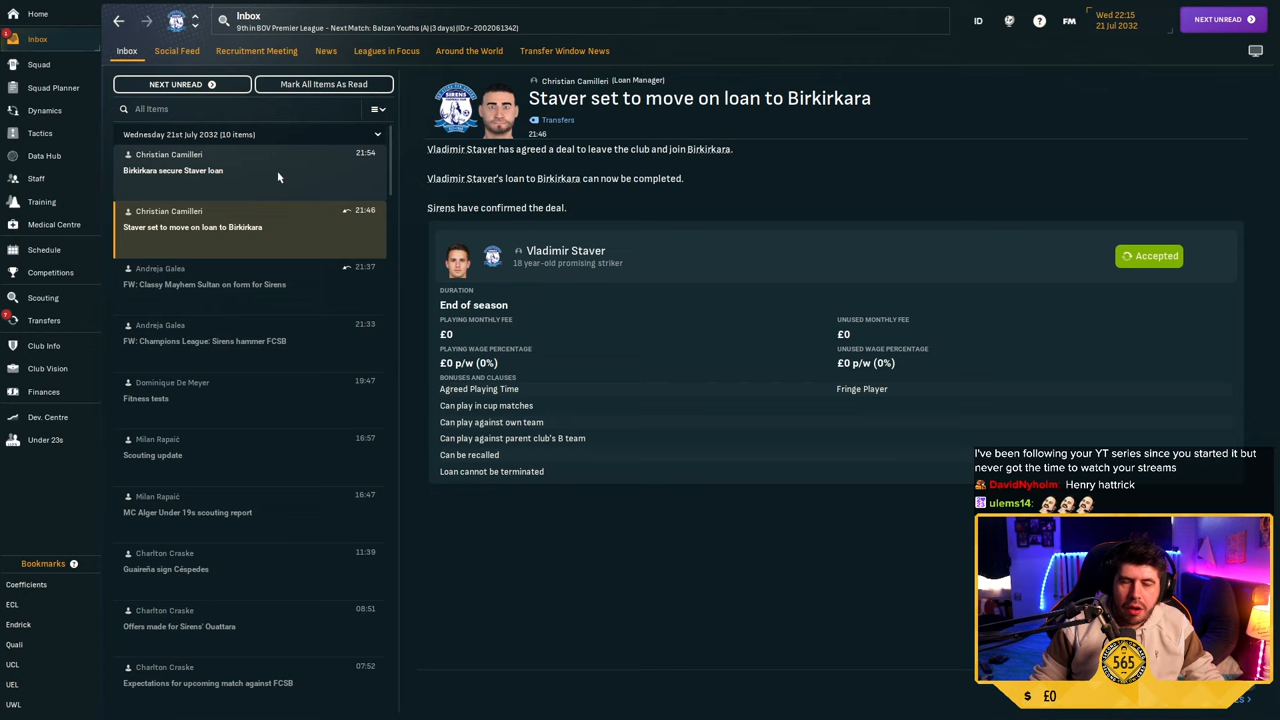 Home
Inbox
Squad
Squad Planner
Dynamics
Tactics
Data Hub
Staff
Training
Medical Centre
Schedule
Competitions
Scouting
Transfers
Club Info
Club Vision
Finances
Dev. Centre
Under 23s
Bookmarks ?
Coefficients
ECL
Endrick
Quali
UCL
UEL
UWL
1
7
Inbox
9th in BOV Premier League - Next Match: Balzan Youths (A) (3 days) (ID:r-2002061342)
ID
?
FM
Wed 22:15
21 Jul 2032
NEXT UNREAD
Inbox
Social Feed
Recruitment Meeting
News
Leagues in Focus
Around the World
Transfer Window News
NEXT UNREAD
Mark All Items As Read
All Items
Wednesday 21st July 2032 (10 items)
Christian Camilleri 21:54
Birkirkara secure Staver loan
Christian Camilleri 21:46
Staver set to move on loan to Birkirkara
Andreja Galea 21:37
FW: Classy Mayhem Sultan on form for Sirens
Andreja Galea 21:33
FW: Champions League: Sirens hammer FCSB
Dominique De Meyer 19:47
Fitness tests
Milan Rapaić 16:57
Scouting update
Milan Rapaić 16:47
MC Alger Under 19s scouting report
Charlton Craske 11:39
Guaireña sign Céspedes
Charlton Craske 08:51
Offers made for Sirens' Ouattara
Charlton Craske 07:52
Expectations for upcoming match against FCSB
SIRENS
Christian Camilleri (Loan Manager)
Staver set to move on loan to Birkirkara
Transfers
21:46
Vladimir Staver has agreed a deal to leave the club and join Birkirkara.
Vladimir Staver's loan to Birkirkara can now be completed.
Sirens have confirmed the deal.
Vladimir Staver
18 year-old promising striker
Accepted
DURATION
End of season
PLAYING MONTHLY FEE
£0
UNUSED MONTHLY FEE
£0
PLAYING WAGE PERCENTAGE
£0 p/w (0%)
UNUSED WAGE PERCENTAGE
£0 p/w (0%)
BONUSES AND CLAUSES
Agreed Playing Time Fringe Player
Can play in cup matches
Can play against own team
Can play against parent club's B team
Can be recalled
Loan cannot be terminated
I've been following your YT series since you started it but
never got the time to watch your streams
DavidNyholm: Henry hattrick
ulems14:
565
$ £0